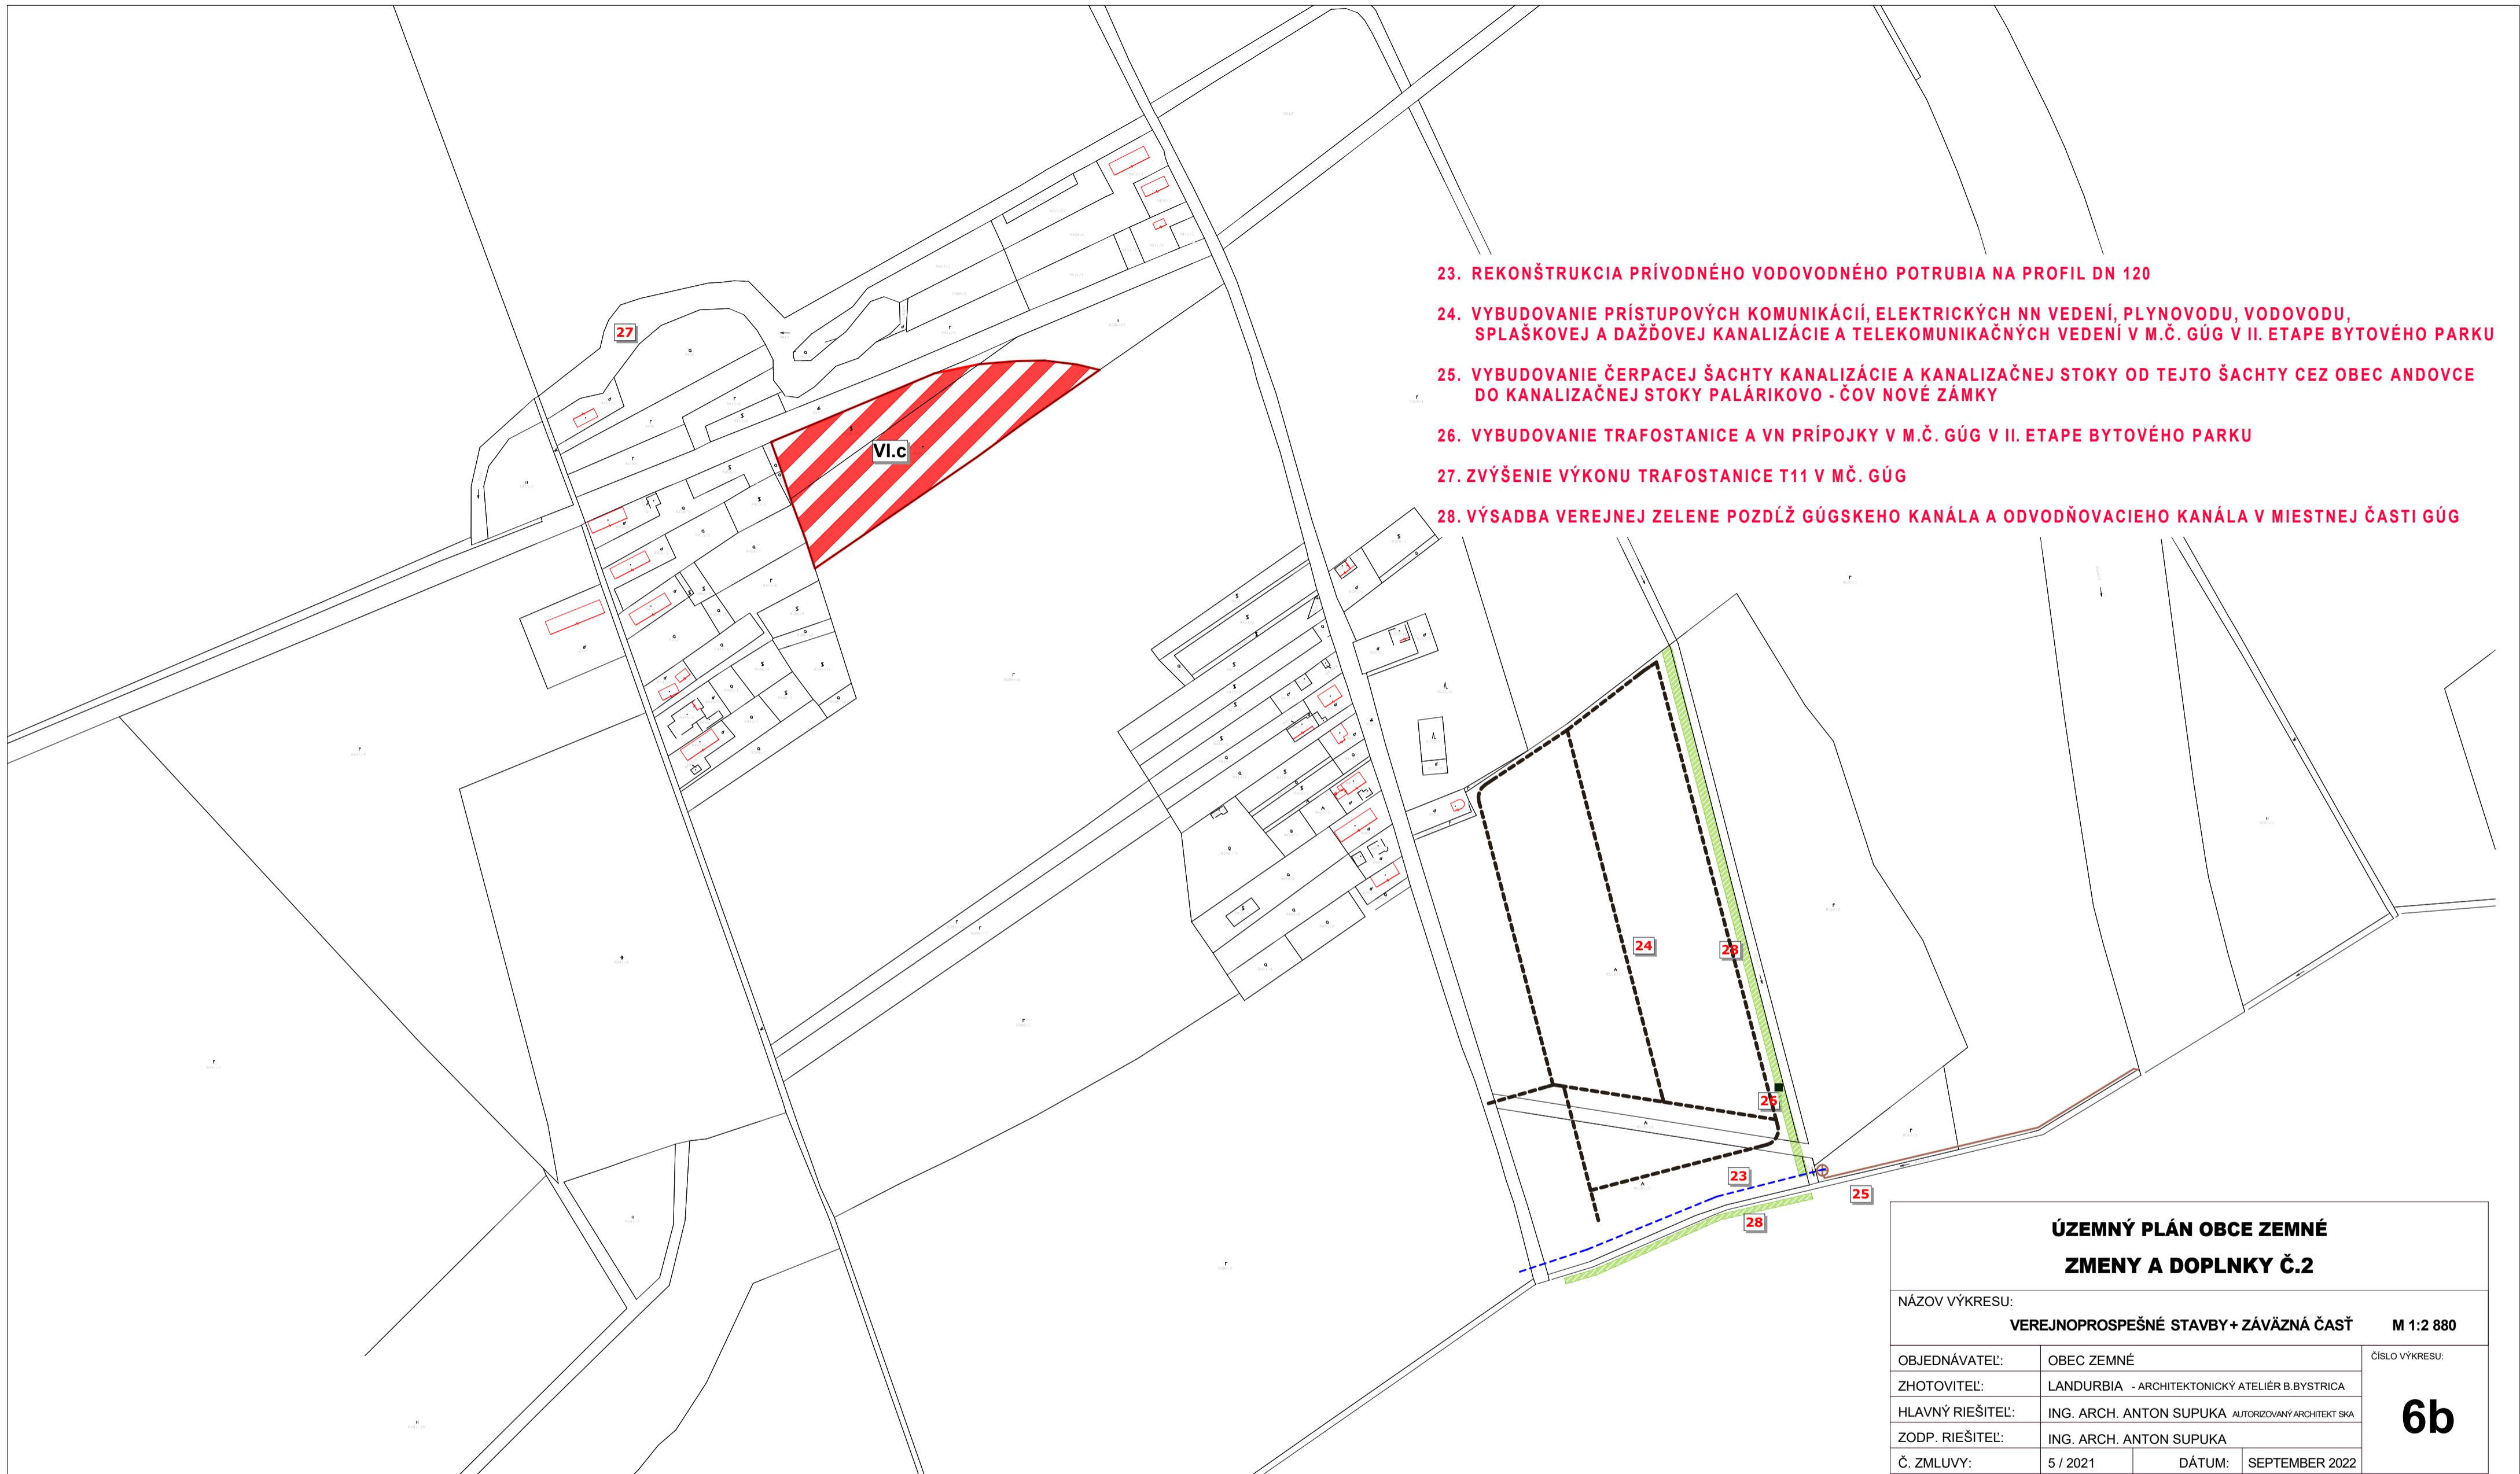 23. REKONŠTRUKCIA PRÍVODNÉHO VODOVODNÉHO POTRUBIA NA PROFIL DN 120
24. VYBUDOVANIE PRÍSTUPOVÝCH KOMUNIKÁCIÍ, ELEKTRICKÝCH NN VEDENÍ, PLYNOVODU, VODOVODU,
SPLAŠKOVEJ A DAŽĎOVEJ KANALIZÁCIE A TELEKOMUNIKAČNÝCH VEDENÍ V M.Č. GÚG V II. ETAPE BYTOVÉHO PARKU
25. VYBUDOVANIE ČERPACEJ ŠACHTY KANALIZÁCIE A KANALIZAČNEJ STOKY OD TEJTO ŠACHTY CEZ OBEC ANDOVCE
DO KANALIZAČNEJ STOKY PALÁRIKOVO - ČOV NOVÉ ZÁMKY
26. VYBUDOVANIE TRAFOSTANICE A VN PRÍPOJKY V M.Č. GÚG V II. ETAPE BYTOVÉHO PARKU
27. ZVÝŠENIE VÝKONU TRAFOSTANICE T11 V MČ. GÚG
28. VÝSADBA VEREJNEJ ZELENE POZDĹŽ GÚGSKEHO KANÁLA A ODVODŇOVACIEHO KANÁLA V MIESTNEJ ČASTI GÚG
27
VI.c
24
28
26
23
25
28
ÚZEMNÝ PLÁN OBCE ZEMNÉ
ZMENY A DOPLNKY Č.2
NÁZOV VÝKRESU:
VEREJNOPROSPEŠNÉ STAVBY + ZÁVÄZNÁ ČASŤ M 1:2 880
OBJEDNÁVATEĽ: OBEC ZEMNÉ
ČÍSLO VÝKRESU:
ZHOTOVITEĽ: LANDURBIA - ARCHITEKTONICKÝ ATELIÉR B.BYSTRICA
HLAVNÝ RIEŠITEĽ: ING. ARCH. ANTON SUPUKA AUTORIZOVANÝ ARCHITEKT SKA
6b
ZODP. RIEŠITEĽ: ING. ARCH. ANTON SUPUKA
Č. ZMLUVY: 5 / 2021 DÁTUM: SEPTEMBER 2022